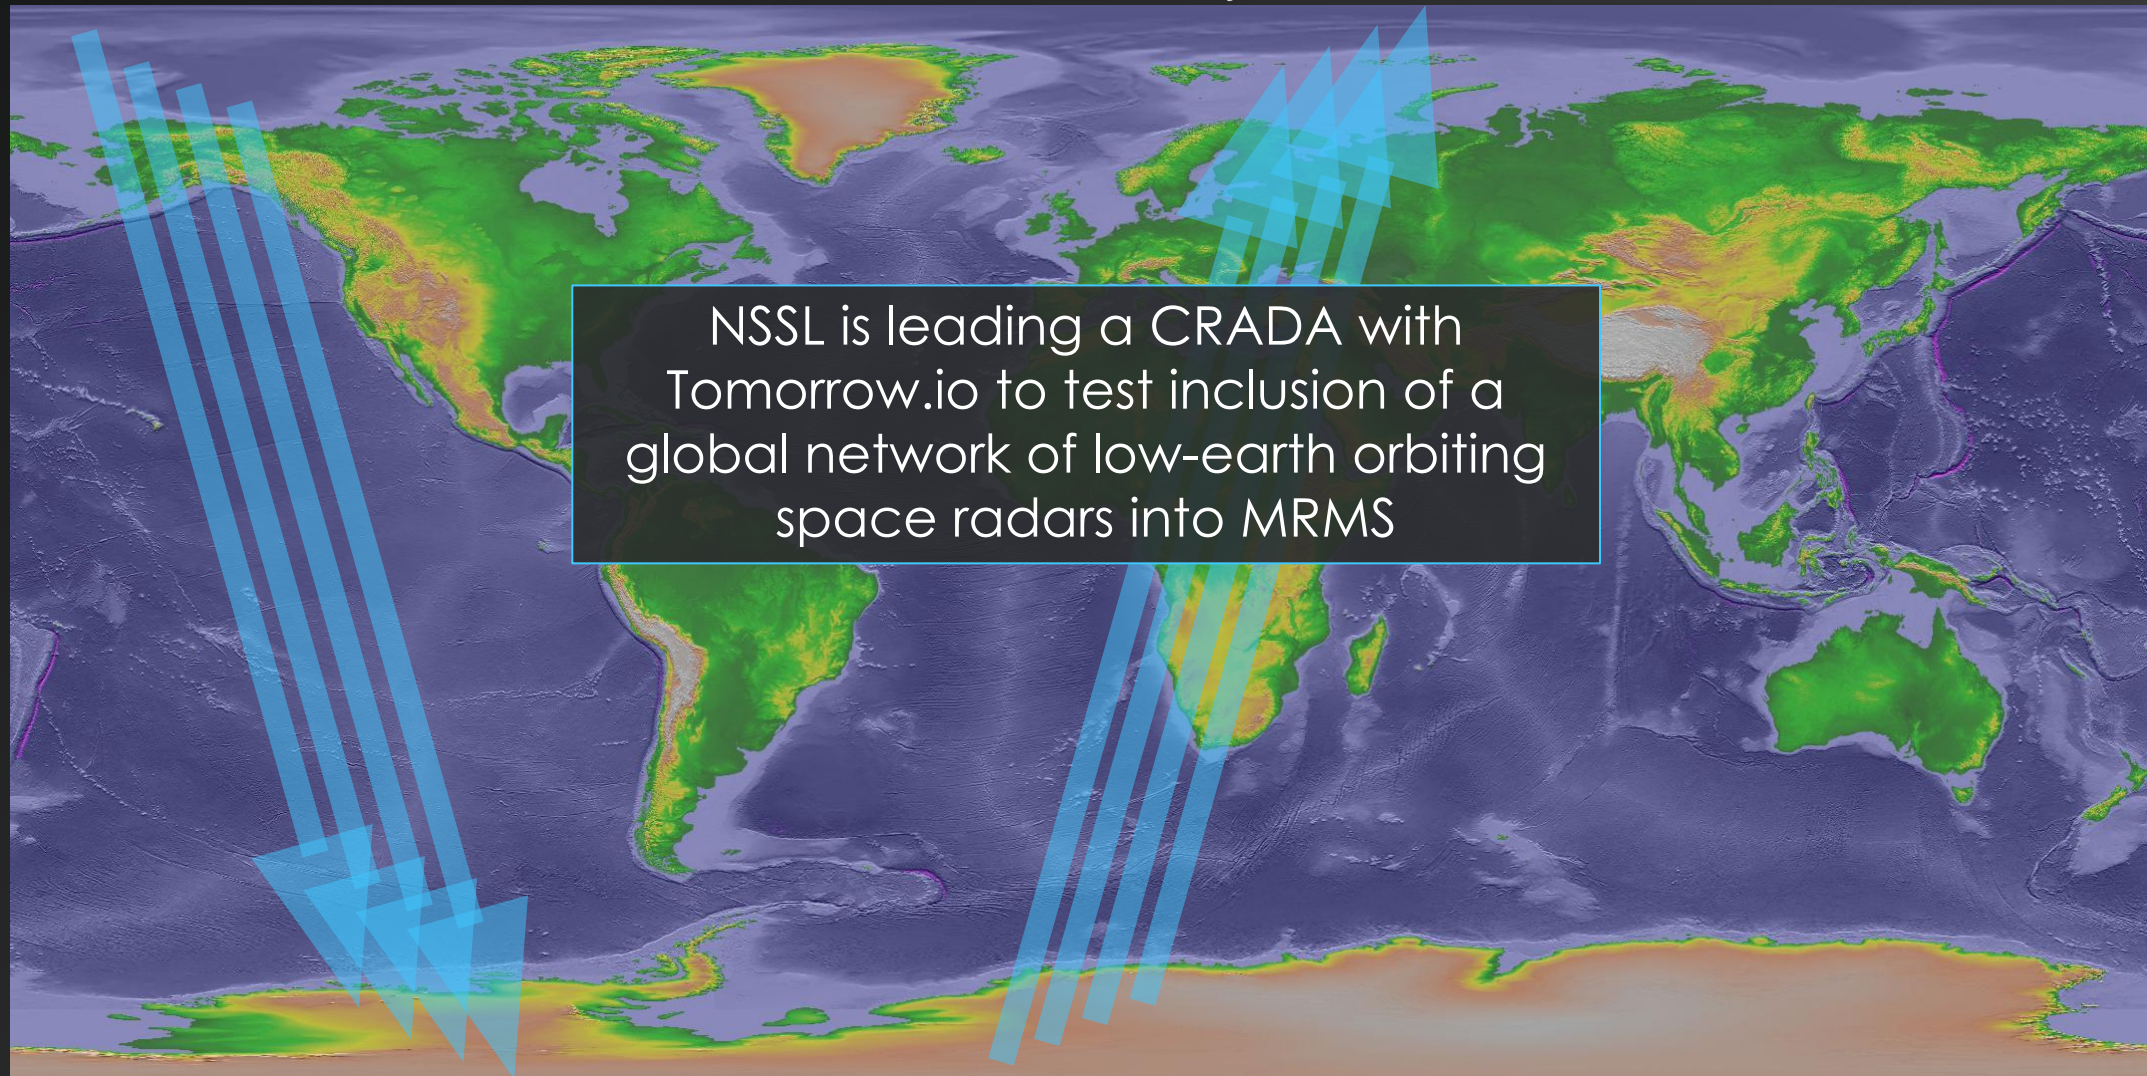 NSSL is leading a CRADA with
Tomorrow.io to test inclusion of a
global network of low-earth orbiting
space radars into MRMS